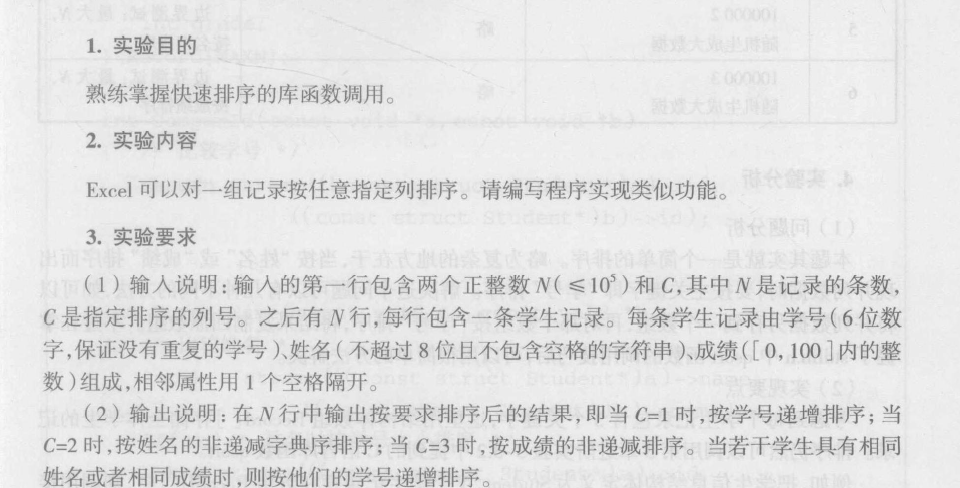 1. 实验目的
熟练掌握快速排序的库函数调用。
2. 实验内容
Excel 可以对一组记录按任意指定列排序。请编写程序实现类似功能。
3. 实验要求
(1) 输入说明:输入的第一行包含两个正整数 N(≤10⁵)和 C,其中 N 是记录的条数,
C 是指定排序的列号。之后有 N 行,每行包含一条学生记录。每条学生记录由学号(6位数
字,保证没有重复的学号)、姓名(不超过 8 位且不包含空格的字符串)、成绩([0,100]内的整
数)组成,相邻属性用 1 个空格隔开。
(2) 输出说明:在 N 行中输出按要求排序后的结果,即当 C=1 时,按学号递增排序;当
C=2 时,按姓名的非递减字典序排序;当 C=3 时,按成绩的非递减排序。当若干学生具有相同
姓名或者相同成绩时,则按他们的学号递增排序。